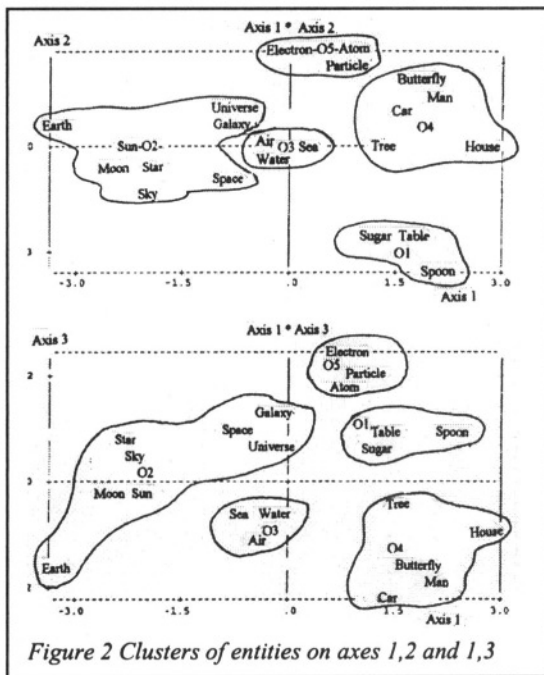 Axis 2 Axis 1 * Axis 2
Electron-O5-Atom
Particle
Butterfly
Man
Universe
Car
Galaxy
Earth
O4
Air
Sun-O2
O3 Sea
Tree House
0
Water
Moon Star
Space
Sky
Sugar Table
3
O1
Spoon
-3.0 -1.5 .0 1.5 3.0
Axis 1
Axis 3 Axis 1 * Axis 3
Electron
O5
2
Particle
Atom
Galaxy
O1
Star
Space
Table Spoon
Sky
Universe
Sugar
O2
0
Moon Sun
Tree
Sea Water
O3
House
Air
O4
Butterfly
Earth
Man
Car
2
-3.0 -1.5 .0 1.5 3.0
Axis 1
Figure 2 Clusters of entities on axes 1,2 and 1,3